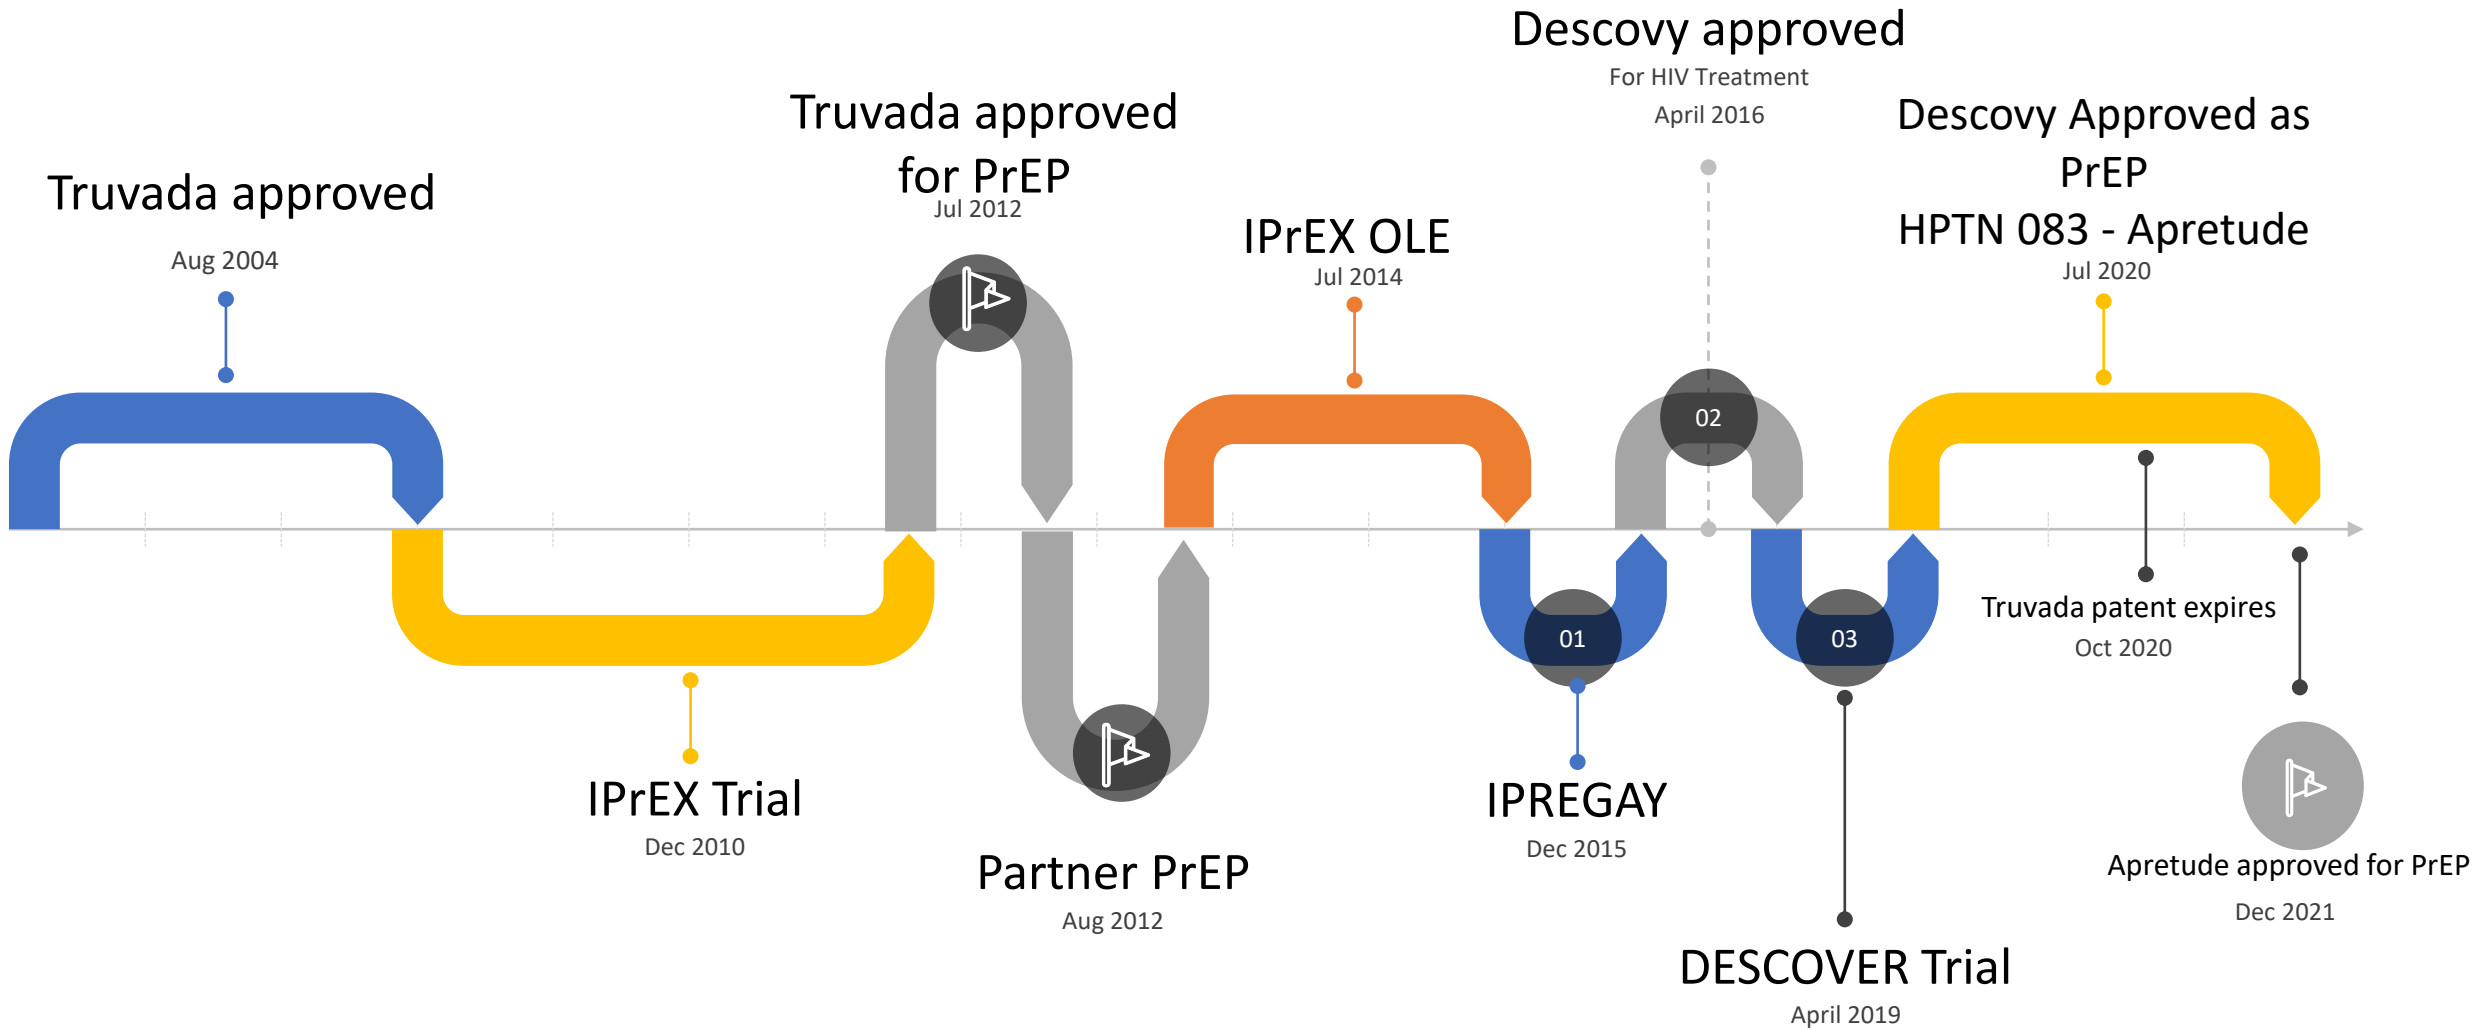 Truvada approved
Aug 2004
IPrEX Trial
Dec 2010
Truvada approved
for PrEP
Jul 2012
Partner PrEP
Aug 2012
IPrEX OLE
Jul 2014
01
IPREGAY
Dec 2015
Descovy approved
For HIV Treatment
April 2016
02
03
DESCOVER Trial
April 2019
Descovy Approved as
PrEP
HPTN 083 - Apretude
Jul 2020
Truvada patent expires
Oct 2020
Apretude approved for PrEP
Dec 2021